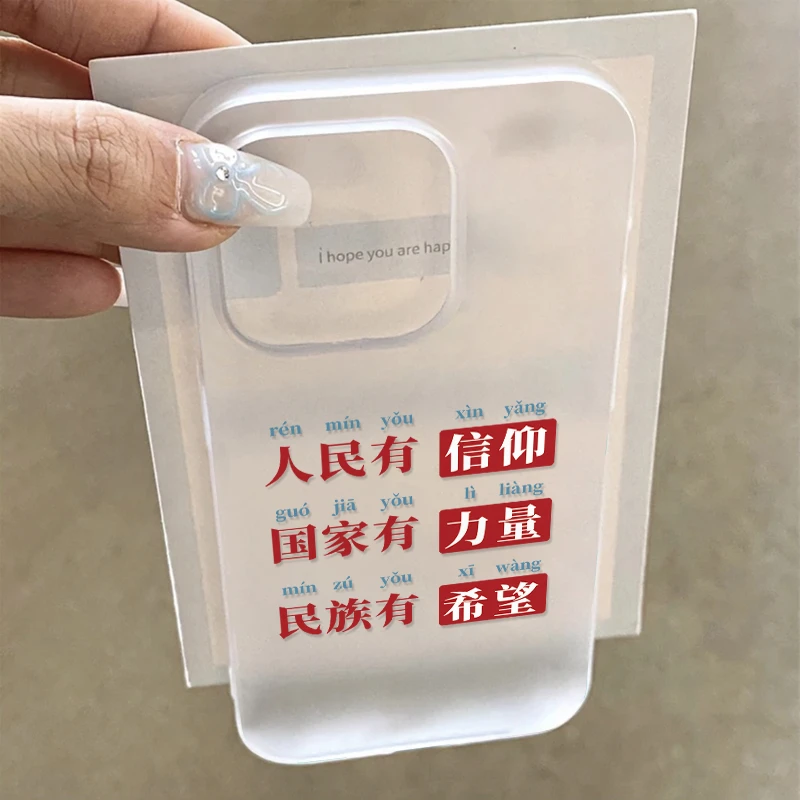 i hope you are hap
rén mín yǒu xìn yǎng
人民有 信仰
guó jiā yǒu lì liàng
国家有 力量
mín zú yǒu xī wàng
民族有 希望